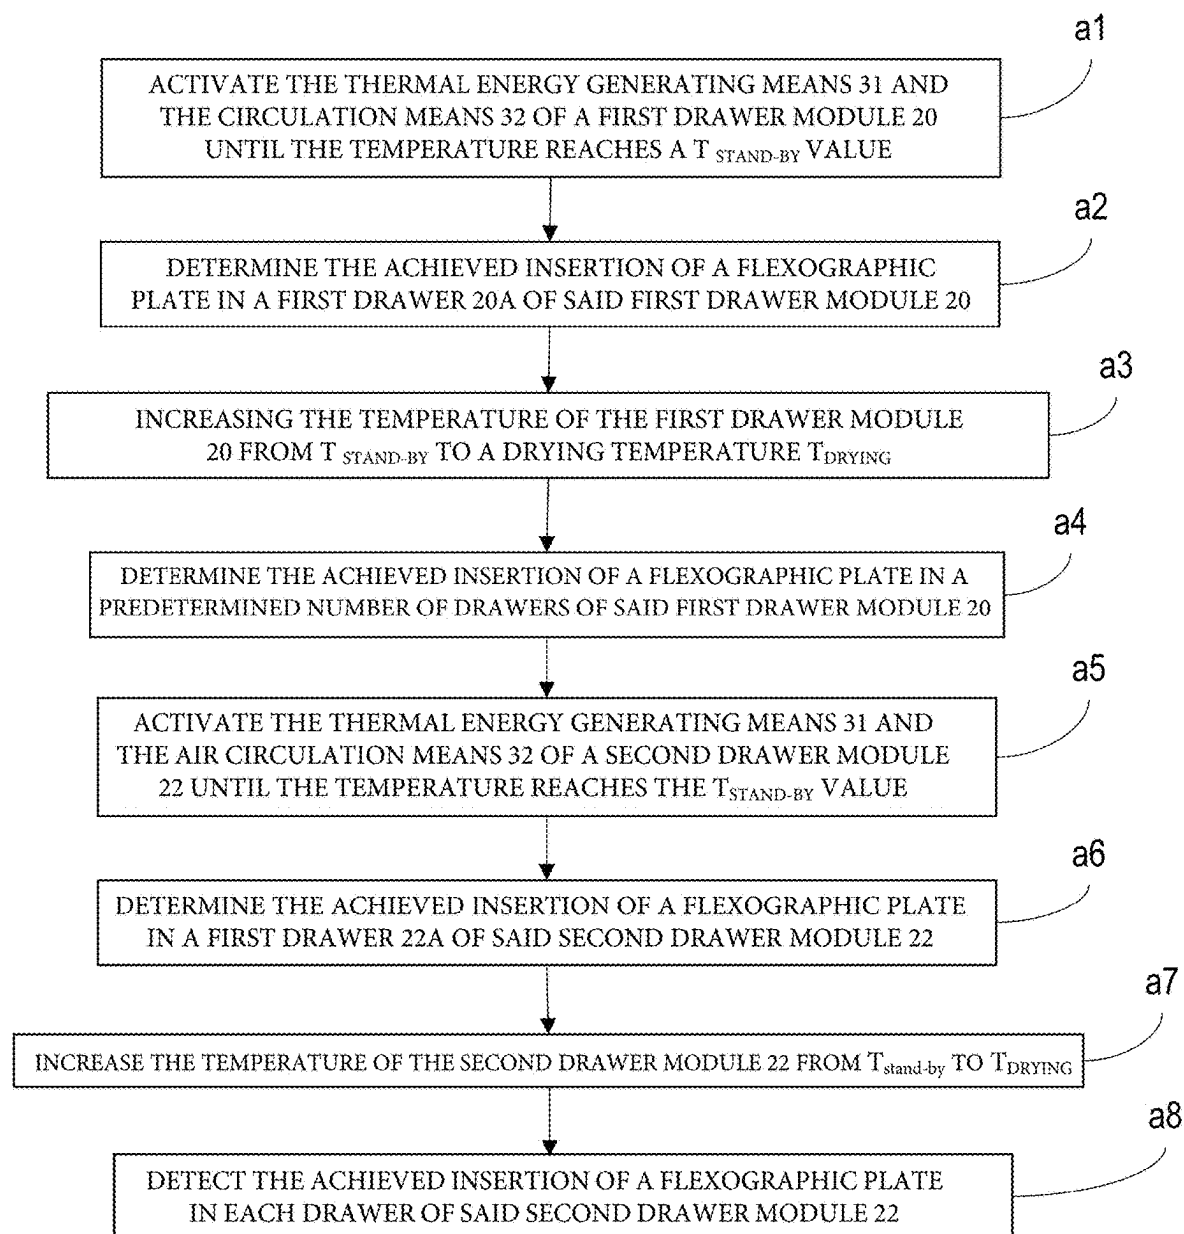 a1
ACTIVATE THE THERMAL ENERGY GENERATING MEANS 31 AND
THE CIRCULATION MEANS 32 OF A FIRST DRAWER MODULE 20
UNTIL THE TEMPERATURE REACHES A T STAND-BY VALUE
a2
DETERMINE THE ACHIEVED INSERTION OF A FLEXOGRAPHIC
PLATE IN A FIRST DRAWER 20A OF SAID FIRST DRAWER MODULE 20
a3
INCREASING THE TEMPERATURE OF THE FIRST DRAWER MODULE
20 FROM T STAND-BY TO A DRYING TEMPERATURE TDRYING
a4
DETERMINE THE ACHIEVED INSERTION OF A FLEXOGRAPHIC PLATE IN A
PREDETERMINED NUMBER OF DRAWERS OF SAID FIRST DRAWER MODULE 20
a5
ACTIVATE THE THERMAL ENERGY GENERATING MEANS 31 AND
THE AIR CIRCULATION MEANS 32 OF A SECOND DRAWER MODULE
22 UNTIL THE TEMPERATURE REACHES THE TSTAND-BY VALUE
a6
DETERMINE THE ACHIEVED INSERTION OF A FLEXOGRAPHIC PLATE
IN A FIRST DRAWER 22A OF SAID SECOND DRAWER MODULE 22
a7
INCREASE THE TEMPERATURE OF THE SECOND DRAWER MODULE 22 FROM Tstand-by TO TDRYING
a8
DETECT THE ACHIEVED INSERTION OF A FLEXOGRAPHIC PLATE
IN EACH DRAWER OF SAID SECOND DRAWER MODULE 22